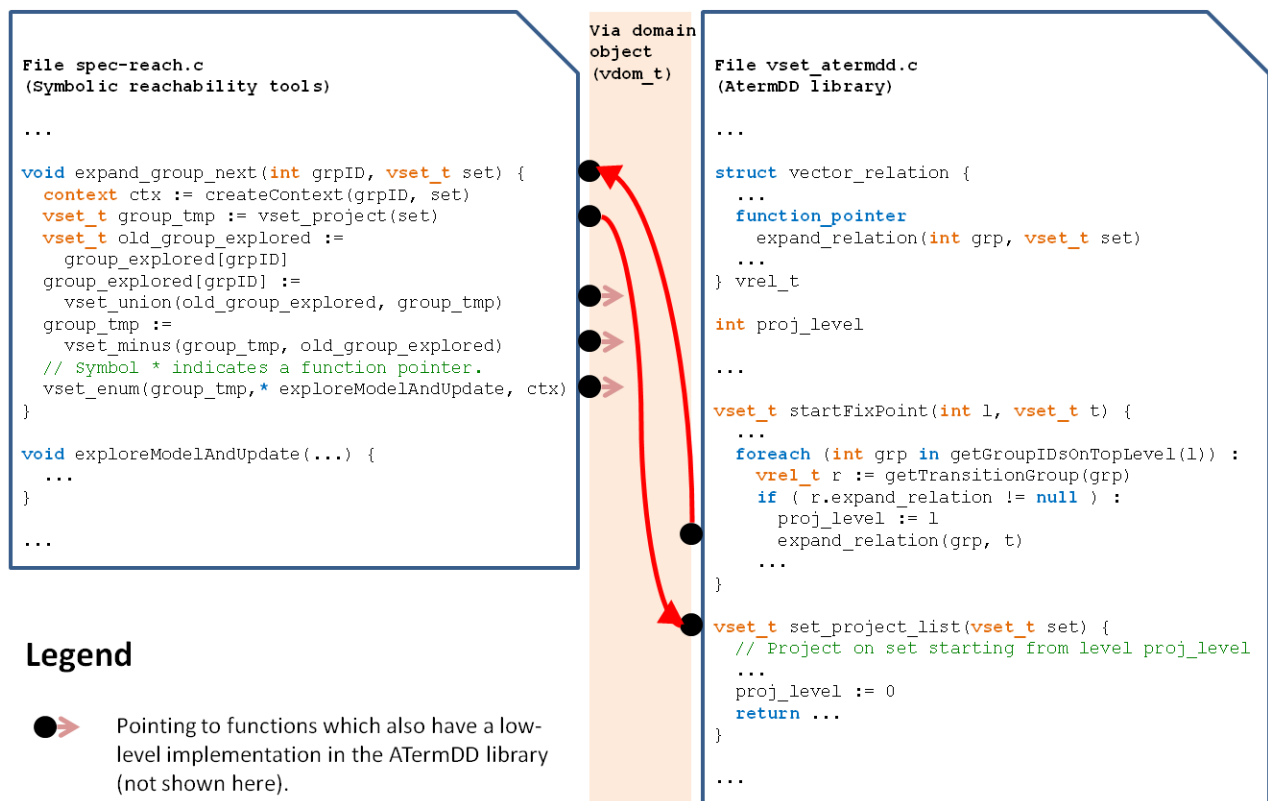 File spec-reach.c
(Symbolic reachability tools)
...
void expand_group_next(int grpID, vset_t set) {
context ctx := createContext(grpID, set)
vset_t group_tmp := vset_project(set)
vset_t old_group_explored :=
group_explored[grpID]
group_explored[grpID] :=
vset_union(old_group_explored, group_tmp)
group_tmp :=
vset_minus(group_tmp, old_group_explored)
// Symbol * indicates a function pointer.
vset_enum(group_tmp,* exploreModelAndUpdate, ctx)
}
void exploreModelAndUpdate(...) {
...
}
...
Via domain
object
(vdom_t)
File vset_atermdd.c
(AtermDD library)
...
struct vector_relation {
...
function_pointer
expand_relation(int grp, vset_t set)
...
} vrel_t
int proj_level
...
vset_t startFixPoint(int l, vset_t t) {
...
foreach (int grp in getGroupIDsOnTopLevel(l)) :
vrel_t r := getTransitionGroup(grp)
if ( r.expand_relation != null ) :
proj_level := l
expand_relation(grp, t)
...
}
vset_t set_project_list(vset_t set) {
// Project on set starting from level proj_level
...
proj_level := 0
return ...
}
...
Legend
Pointing to functions which also have a low-
level implementation in the ATermDD library
(not shown here).